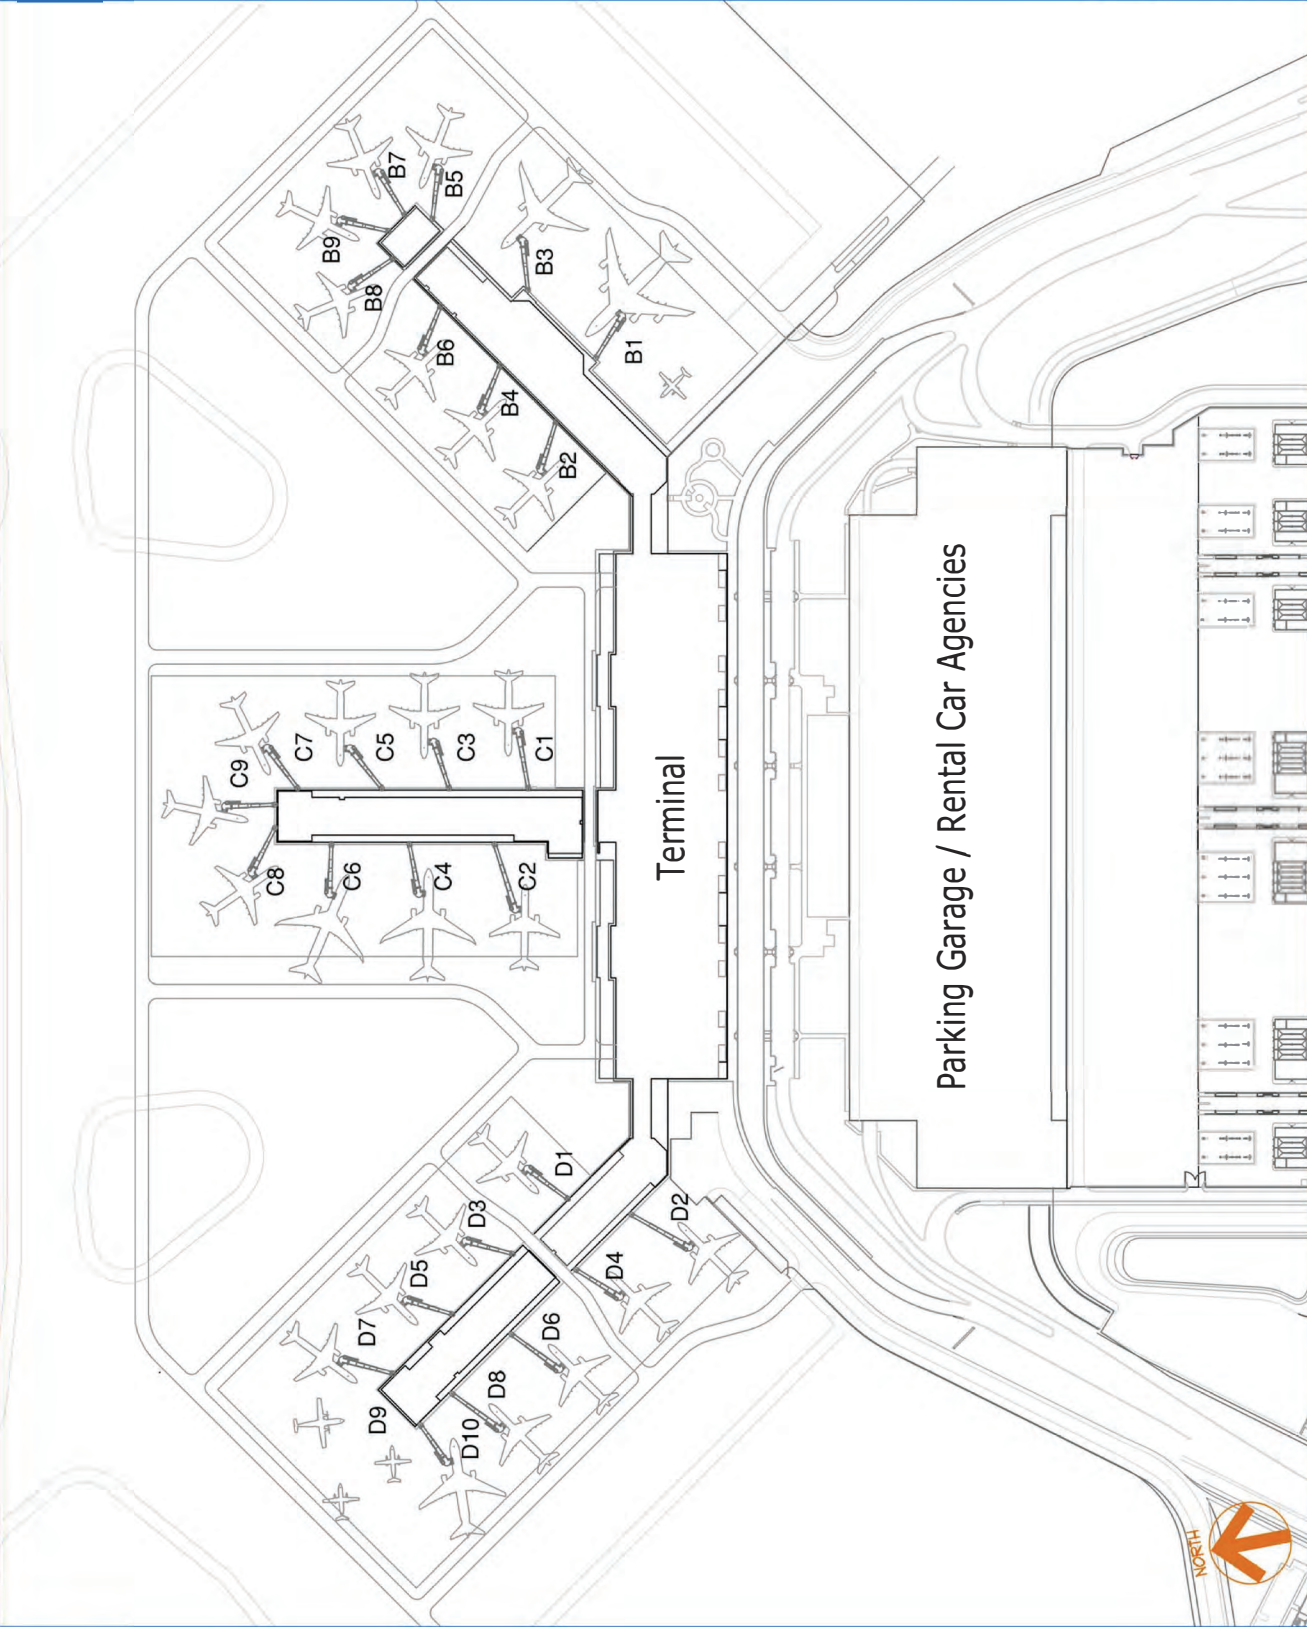 B7
B5
B9
B3
B8
B1
B6
B4
B2
C7
C5
C3
C1
C9
Terminal
Parking Garage / Rental Car Agencies
C8
C6
C4
C2
D1
D3
D2
D5
D4
D7
D6
D8
D9
D10
NORTH